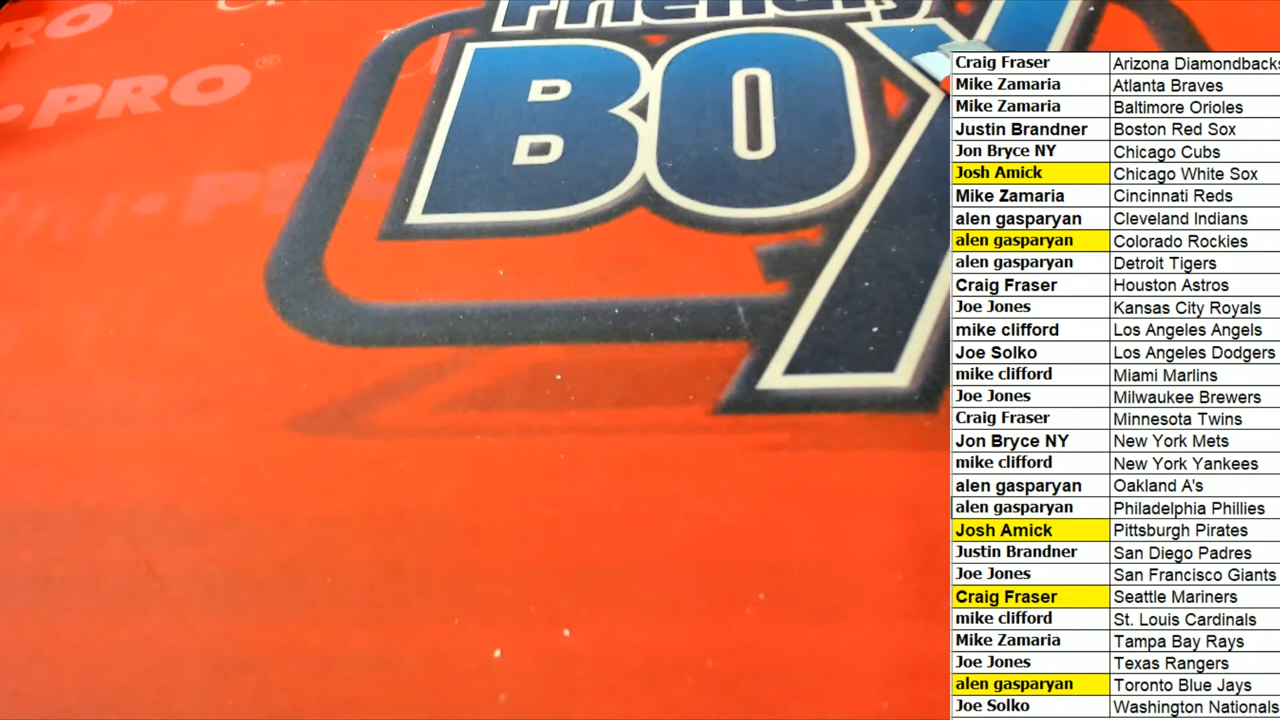 Friendly
BOX
PRO®
PRO®
Craig Fraser Arizona Diamondbacks
Mike Zamaria Atlanta Braves
Mike Zamaria Baltimore Orioles
Justin Brandner Boston Red Sox
Jon Bryce NY Chicago Cubs
Josh Amick Chicago White Sox
Mike Zamaria Cincinnati Reds
alen gasparyan Cleveland Indians
alen gasparyan Colorado Rockies
alen gasparyan Detroit Tigers
Craig Fraser Houston Astros
Joe Jones Kansas City Royals
mike clifford Los Angeles Angels
Joe Solko Los Angeles Dodgers
mike clifford Miami Marlins
Joe Jones Milwaukee Brewers
Craig Fraser Minnesota Twins
Jon Bryce NY New York Mets
mike clifford New York Yankees
alen gasparyan Oakland A's
alen gasparyan Philadelphia Phillies
Josh Amick Pittsburgh Pirates
Justin Brandner San Diego Padres
Joe Jones San Francisco Giants
Craig Fraser Seattle Mariners
mike clifford St. Louis Cardinals
Mike Zamaria Tampa Bay Rays
Joe Jones Texas Rangers
alen gasparyan Toronto Blue Jays
Joe Solko Washington Nationals